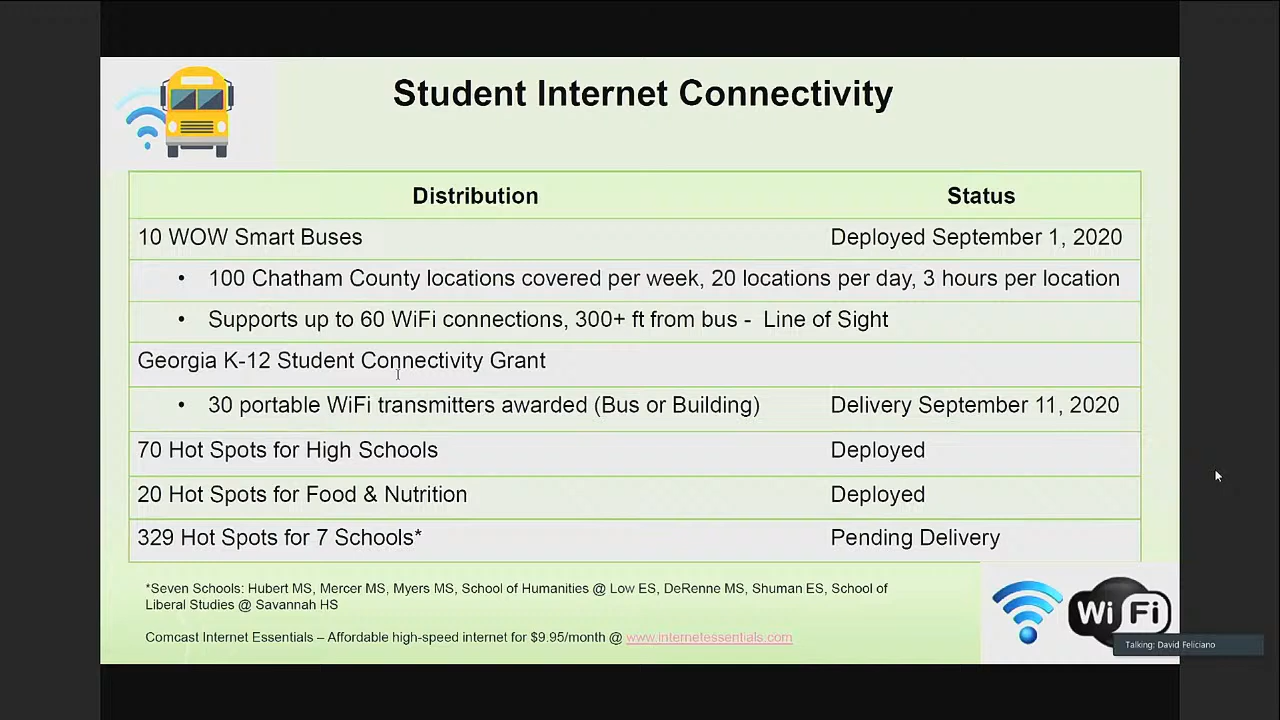 Student Internet Connectivity
Distribution Status
10 WOW Smart Buses Deployed September 1, 2020
• 100 Chatham County locations covered per week, 20 locations per day, 3 hours per location
• Supports up to 60 WiFi connections, 300+ ft from bus - Line of Sight
Georgia K-12 Student Connectivity Grant
• 30 portable WiFi transmitters awarded (Bus or Building) Delivery September 11, 2020
70 Hot Spots for High Schools Deployed
20 Hot Spots for Food & Nutrition Deployed
329 Hot Spots for 7 Schools* Pending Delivery
*Seven Schools: Hubert MS, Mercer MS, Myers MS, School of Humanities @ Low ES, DeRenne MS, Shuman ES, School of
Liberal Studies @ Savannah HS
Comcast Internet Essentials – Affordable high-speed internet for $9.95/month @ www.internetessentials.com
Wi Fi
Talking: David Feliciano